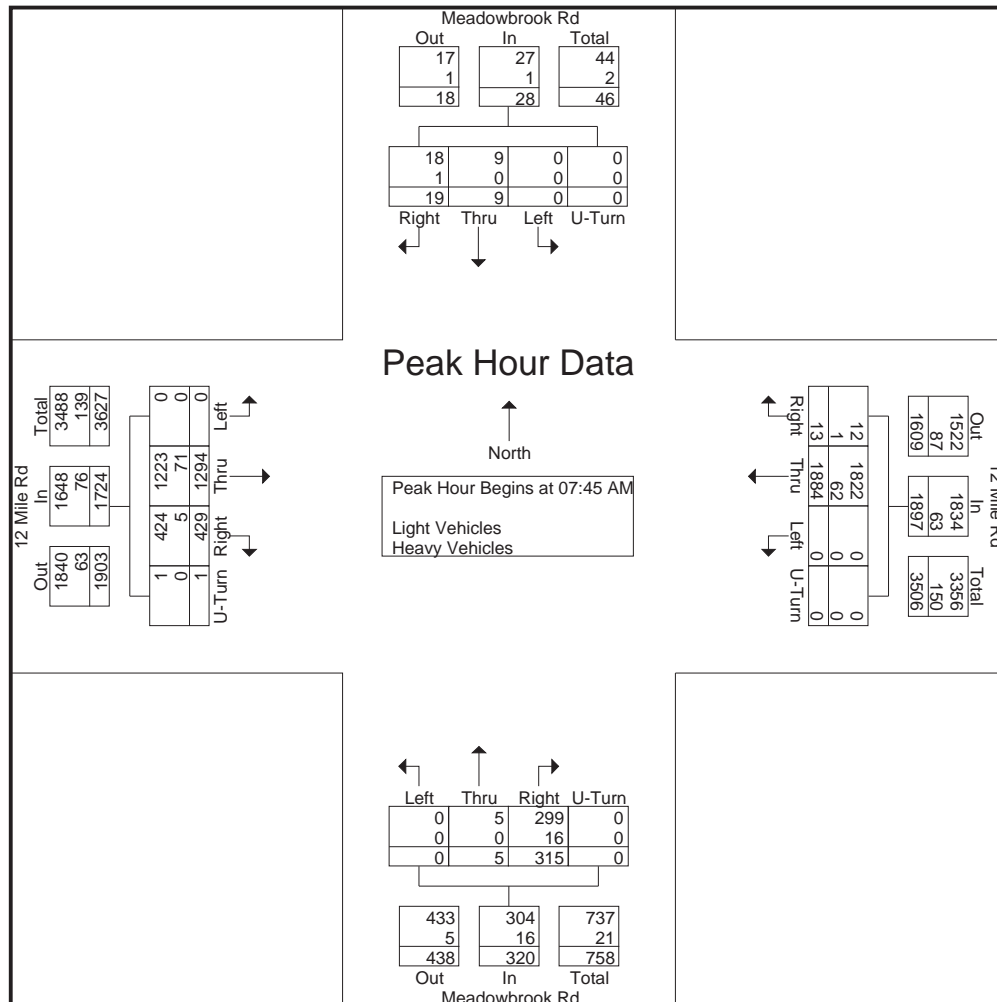 Meadowbrook Rd
Out In Total
17 27 44
1 1 2
18 28 46
18 9 0 0
1 0 0 0
19 9 0 0
Right Thru Left U-Turn
Peak Hour Data
North
Peak Hour Begins at 07:45 AM
Light Vehicles
Heavy Vehicles
12 Mile Rd
Out In Total
1840 1648 3488
63 76 139
1903 1724 3627
1 424 1223 0
0 5 71 0
1 429 1294 0
U-Turn Right Thru Left
12 Mile Rd
Out In Total
1522 1834 3356
87 63 150
1609 1897 3506
12 1822 0 0
1 62 0 0
13 1884 0 0
Right Thru Left U-Turn
Left Thru Right U-Turn
0 5 299 0
0 0 16 0
0 5 315 0
433 304 737
5 16 21
438 320 758
Out In Total
Meadowbrook Rd